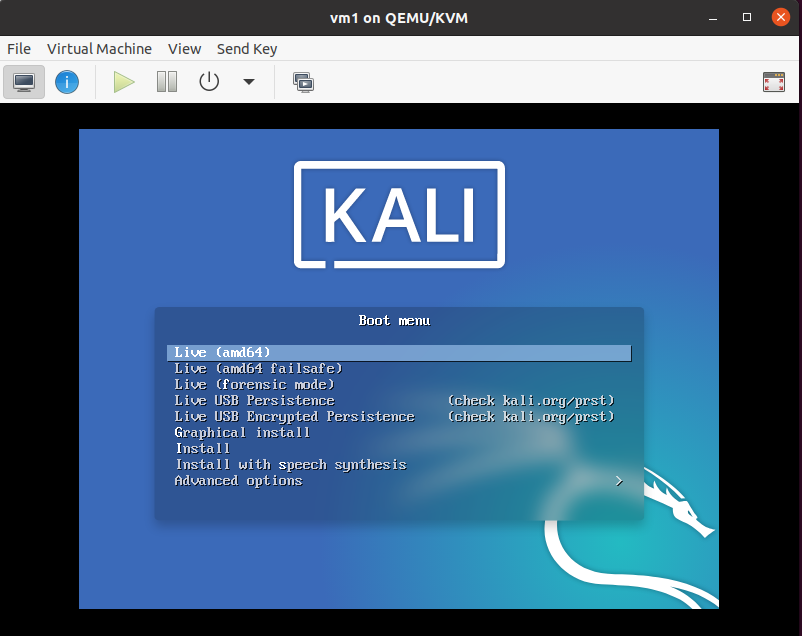 vm1 on QEMU/KVM
File Virtual Machine View Send Key
KALI
Boot menu
Live (amd64)
Live (amd64 failsafe)
Live (forensic mode)
Live USB Persistence (check kali.org/prst)
Live USB Encrypted Persistence (check kali.org/prst)
Graphical install
Install
Install with speech synthesis
Advanced options >